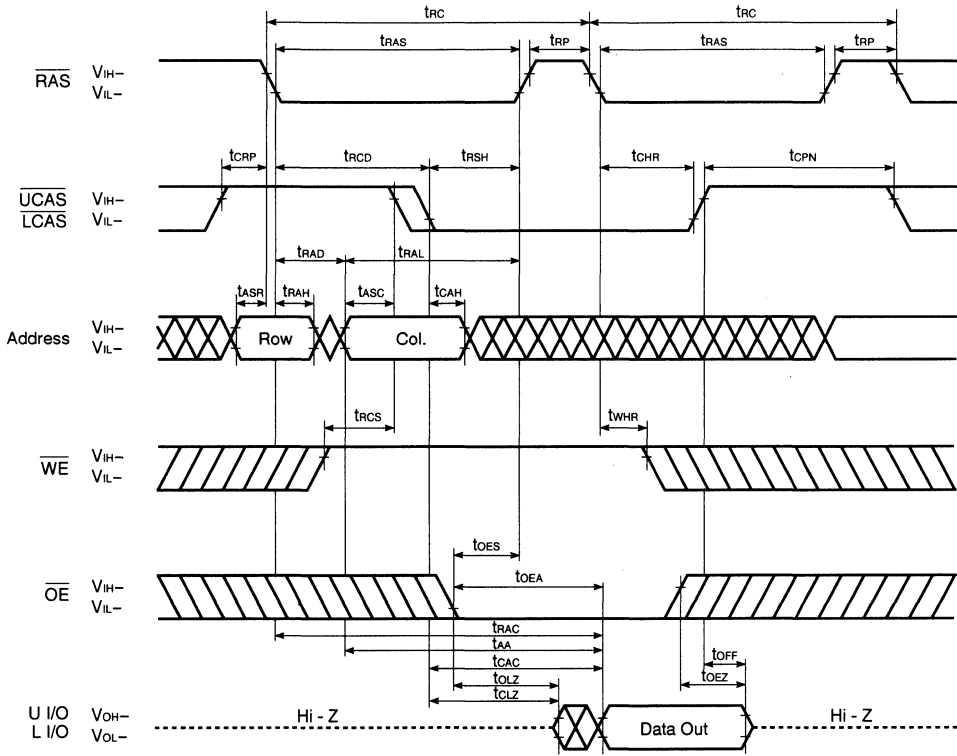 tRC tRC
tRAS tRP tRAS tRP
RAS VIH–
VIL–
tCRP tRCD tRSH tCHR tCPN
UCAS VIH–
LCAS VIL–
tRAD tRAL
tASR tRAH tASC tCAH
Address VIH–
VIL–
Row Col.
tRCS tWHR
WE VIH–
VIL–
tOES
tOEA
OE VIH–
VIL–
tRAC
tAA
tCAC tOFF
tOLZ tOEZ
tCLZ
U I/O VOH–
L I/O VOL–
Hi - Z Data Out Hi - Z